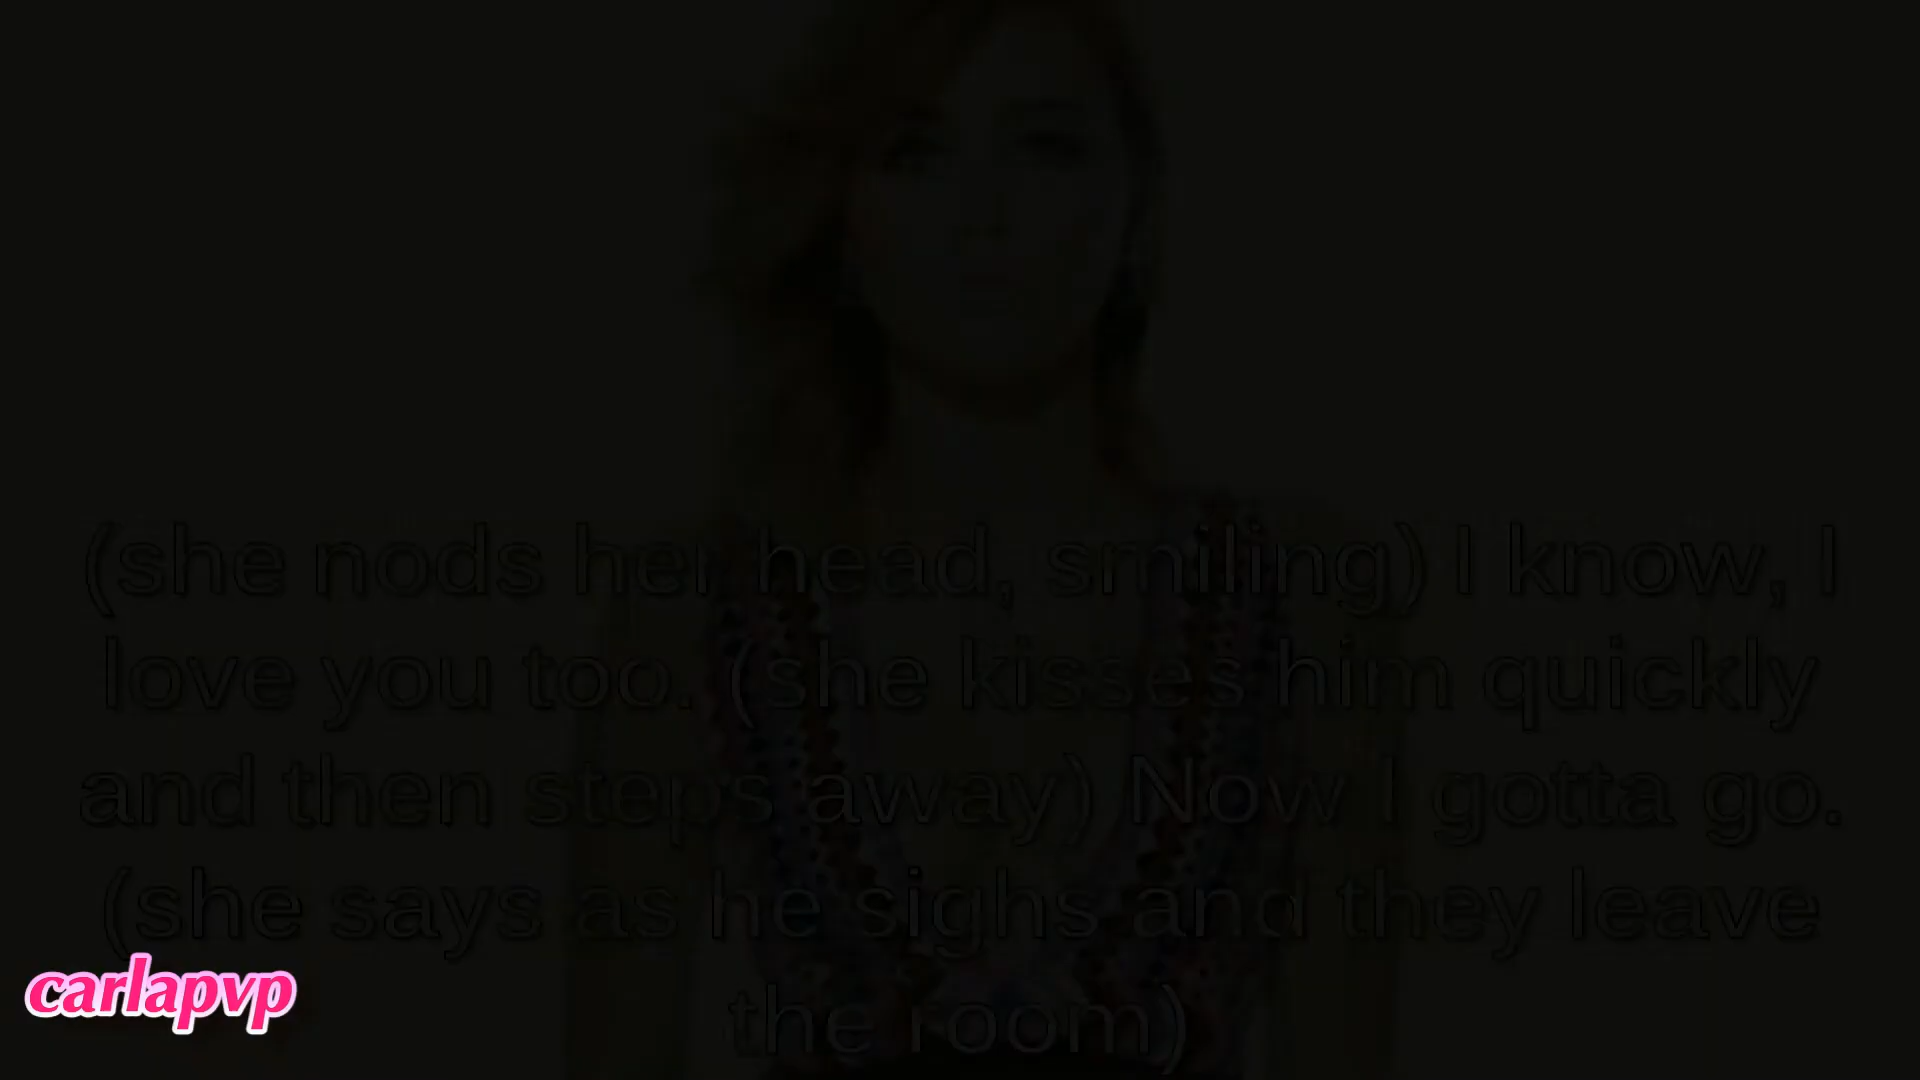 (she nods her head, smiling) I know, I
love you too. (she kisses him quickly
and then steps away) Now I gotta go.
(she says as he sighs and they leave
the room)
carlapvp